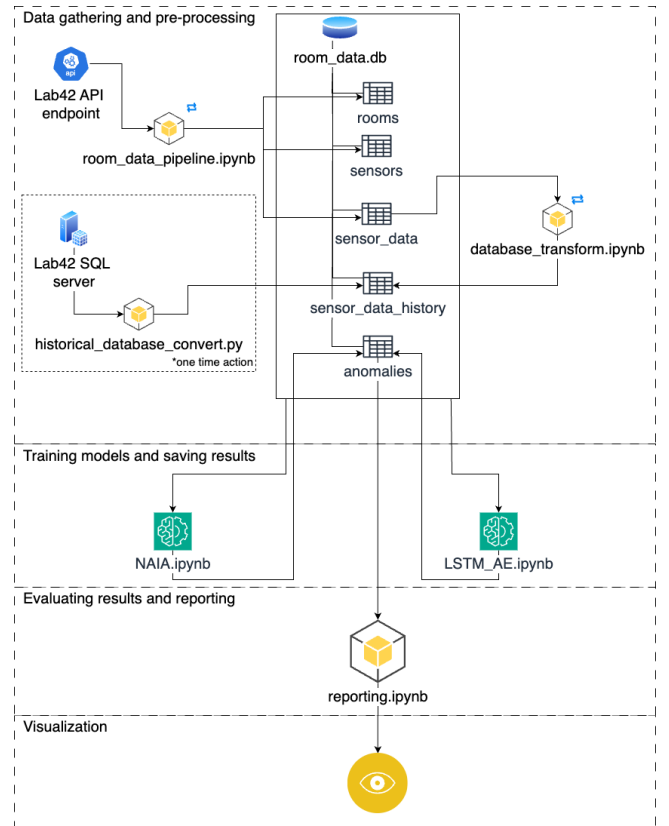 Data gathering and pre-processing
room_data.db
api
Lab42 API
endpoint
rooms
room_data_pipeline.ipynb
sensors
sensor_data
Lab42 SQL
server
database_transform.ipynb
sensor_data_history
historical_database_convert.py
*one time action
anomalies
Training models and saving results
NAIA.ipynb
LSTM_AE.ipynb
Evaluating results and reporting
reporting.ipynb
Visualization